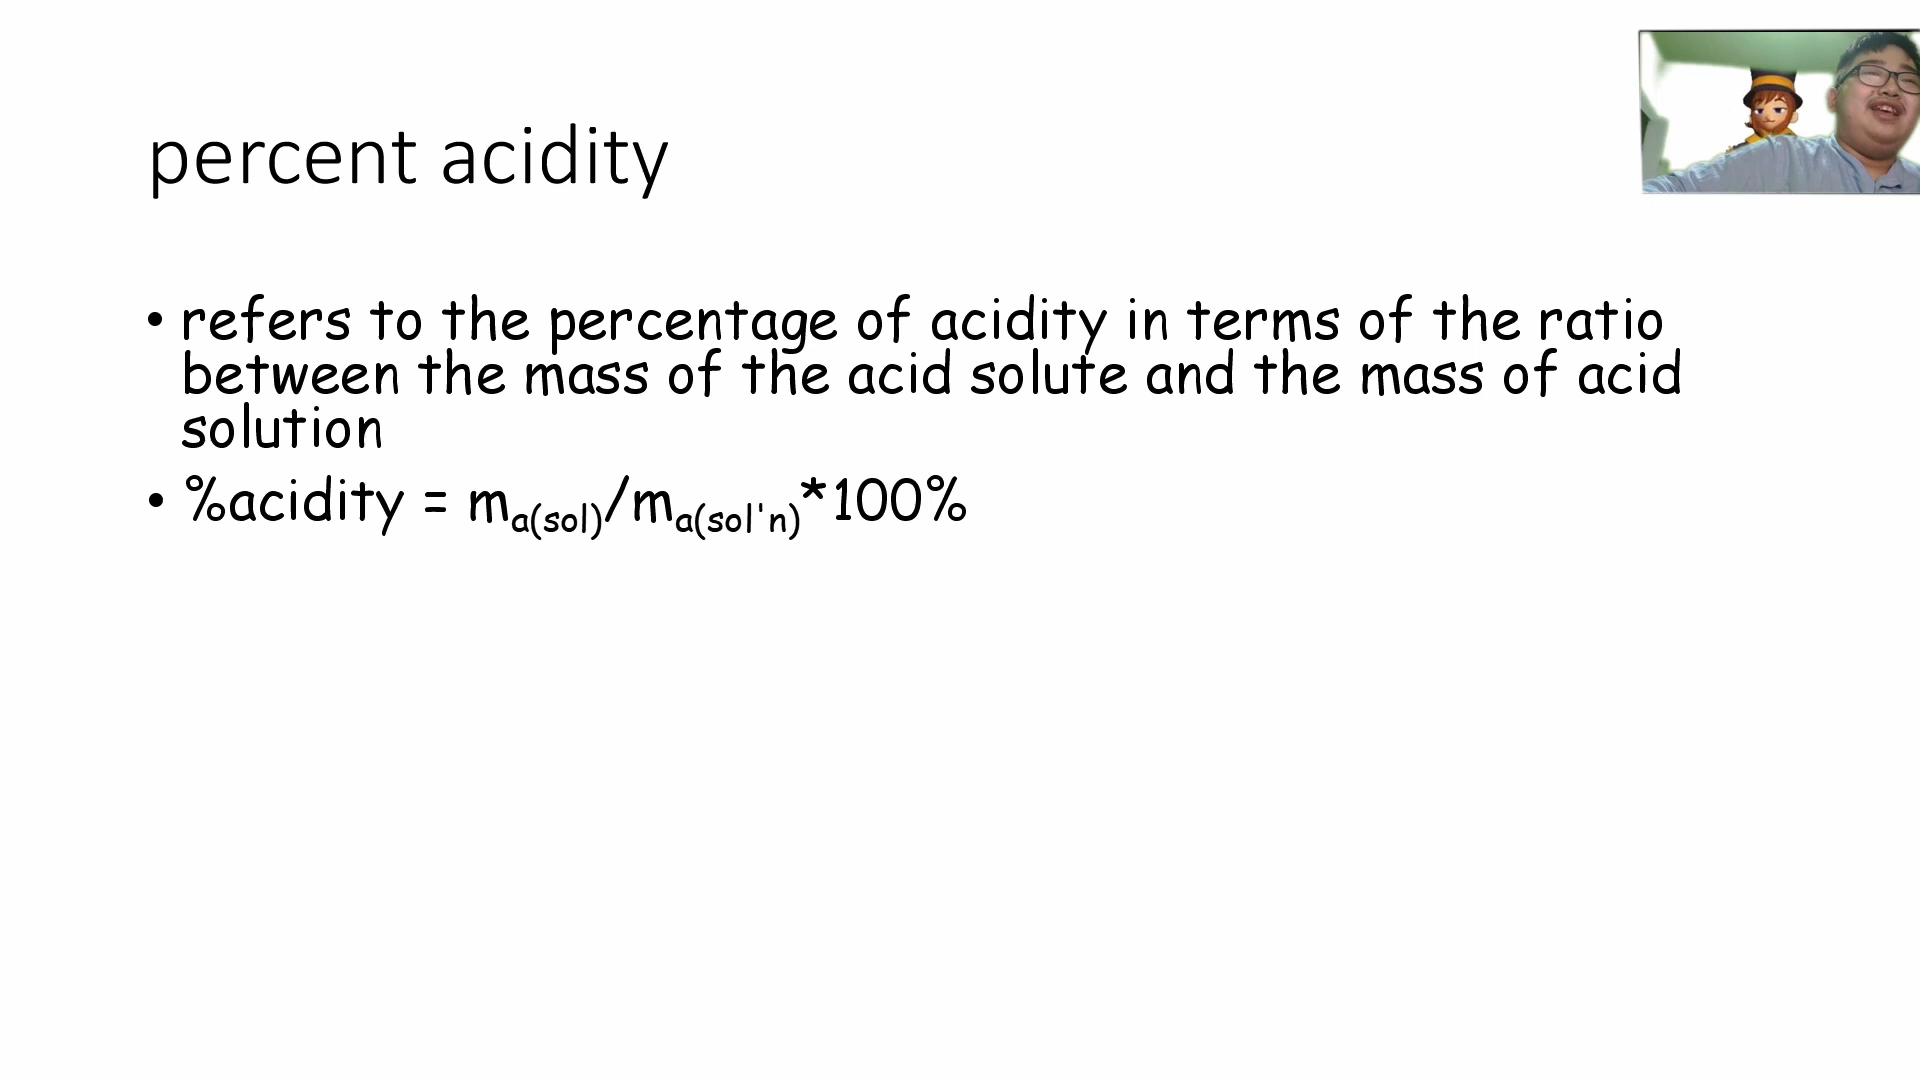 percent acidity
• refers to the percentage of acidity in terms of the ratio
between the mass of the acid solute and the mass of acid
solution
• %acidity = ma(sol)/ma(sol'n)*100%